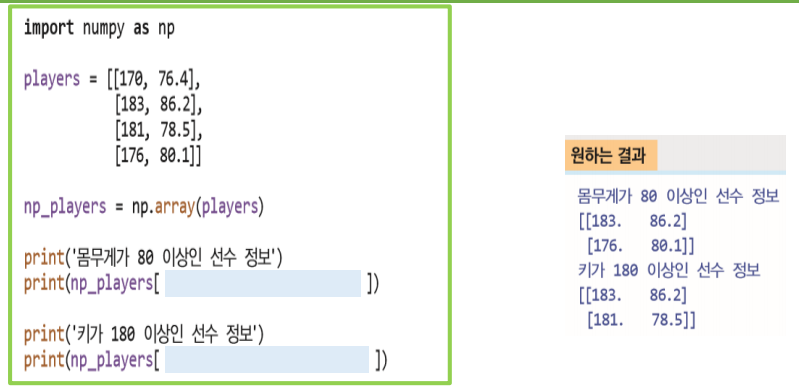 import numpy as np
players = [[170, 76.4],
[183, 86.2],
[181, 78.5],
[176, 80.1]]
np_players = np.array(players)
print('몸무게가 80 이상인 선수 정보')
print(np_players[ ])
print('키가 180 이상인 선수 정보')
print(np_players[ ])
원하는 결과
몸무게가 80 이상인 선수 정보
[[183. 86.2]
[176. 80.1]]
키가 180 이상인 선수 정보
[[183. 86.2]
[181. 78.5]]